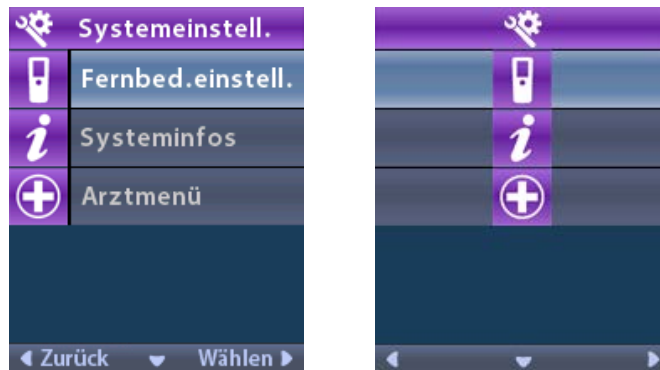 Systemeinstell.
Fernbed.einstell.
Systeminfos
Arztmenü
Zurück Wählen